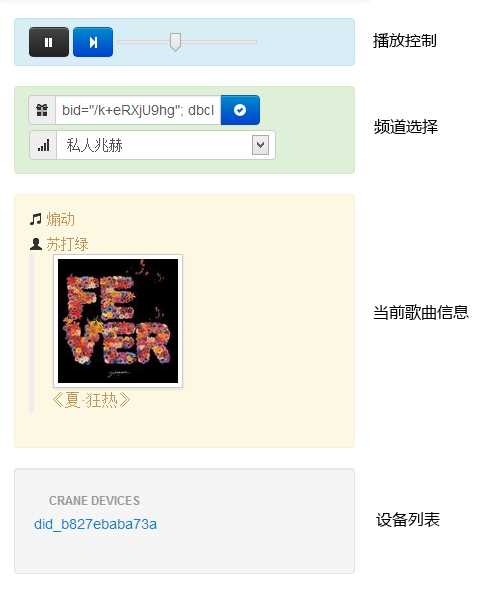 播放控制
bid="/k+eRXjU9hg"; dbcl
私人兆赫
频道选择
煽动
苏打绿
FE
VER
《夏·狂热》
当前歌曲信息
CRANE DEVICES
did_b827ebaba73a
设备列表